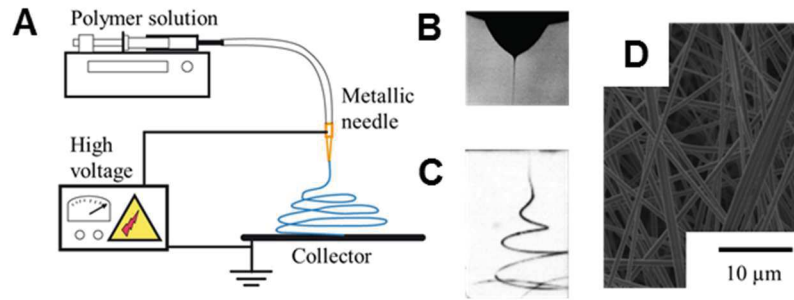 A
Polymer solution
Metallic
needle
High
voltage
Collector
B
C
D
10 μm